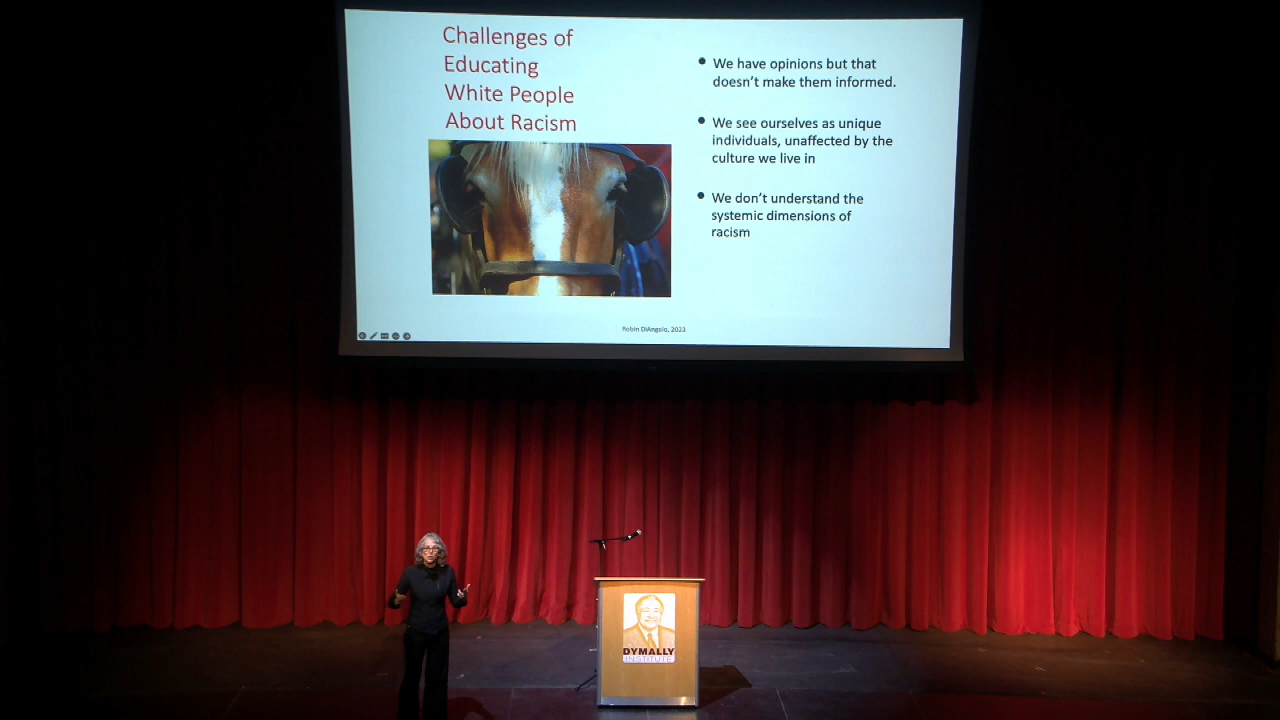 Challenges of
Educating
White People
About Racism
• We have opinions but that
doesn't make them informed.
• We see ourselves as unique
individuals, unaffected by the
culture we live in
• We don't understand the
systemic dimensions of
racism
Robin DiAngelo, 2023
DYMALLY
INSTITUTE